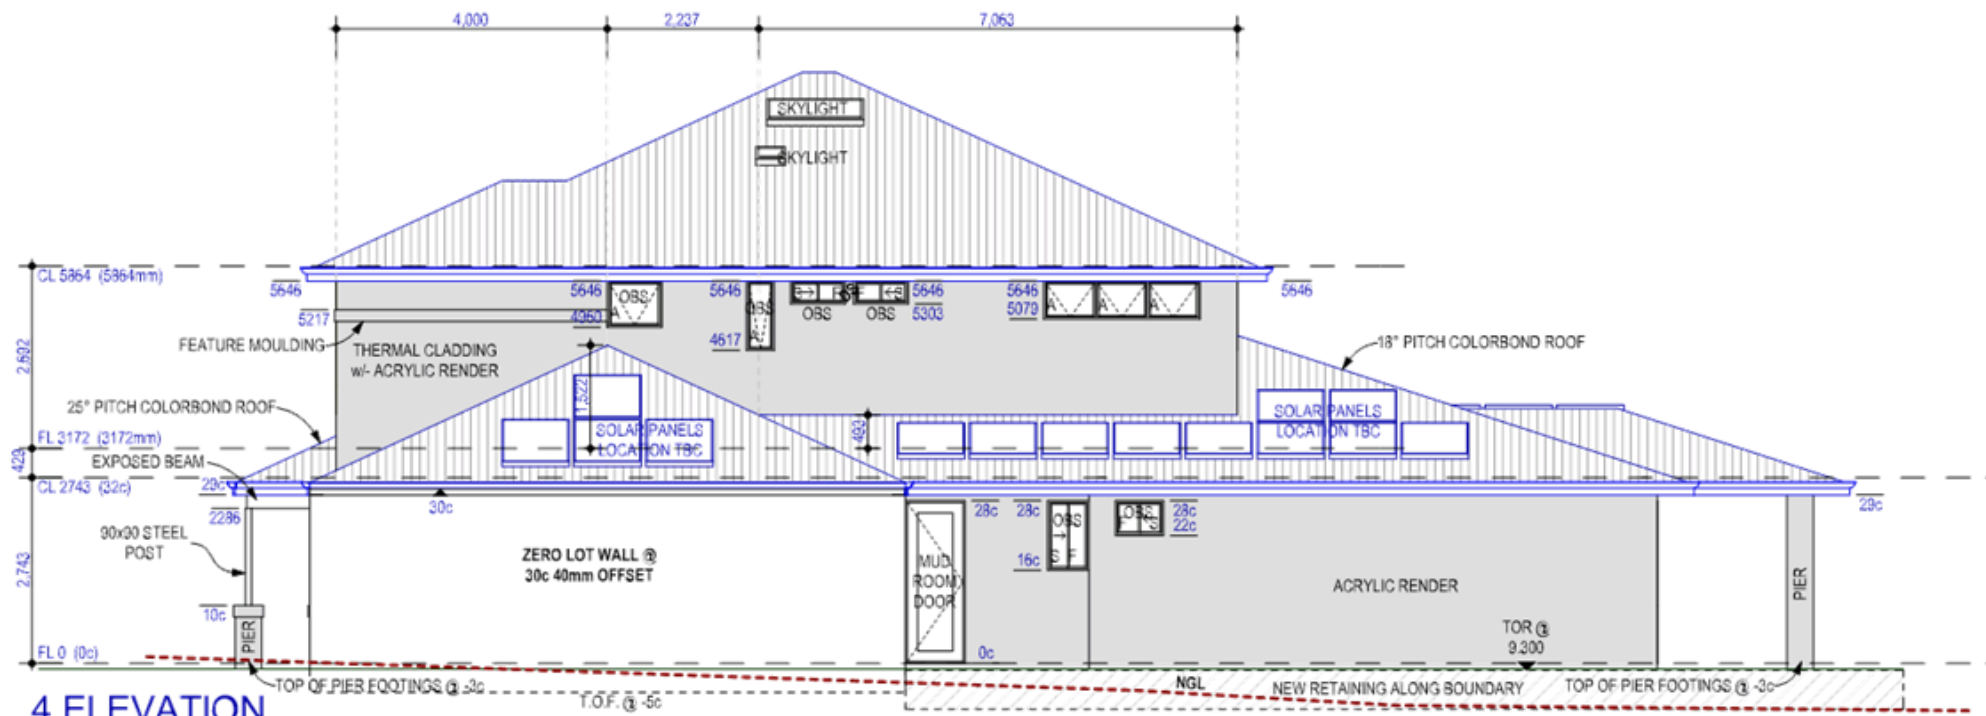 4,000
2,237
7,063
SKYLIGHT
SKYLIGHT
CL 5864 (5864mm)
5646
5646
OBS
A
5646
OBS
OBS
OBS
5646
5303
5646
5079
A
A
A
5646
5217
4960
4617
FEATURE MOULDING
THERMAL CLADDING
w/- ACRYLIC RENDER
18° PITCH COLORBOND ROOF
2,692
1,522
25° PITCH COLORBOND ROOF
SOLAR PANELS
LOCATION TBC
SOLAR PANELS
LOCATION TBC
493
FL 3172 (3172mm)
429
EXPOSED BEAM
CL 2743 (32c)
29c
30c
2286
28c
28c
OBS
S F
16c
OBS
F S
28c
22c
29c
90x90 STEEL
POST
2,743
ZERO LOT WALL @
30c 40mm OFFSET
MUD
ROOM
DOOR
ACRYLIC RENDER
PIER
10c
PIER
TOR @
9.300
FL 0 (0c)
0c
TOP OF PIER FOOTINGS @ -3c
T.O.F. @ -5c
NGL
NEW RETAINING ALONG BOUNDARY
TOP OF PIER FOOTINGS @ -3c
4 ELEVATION